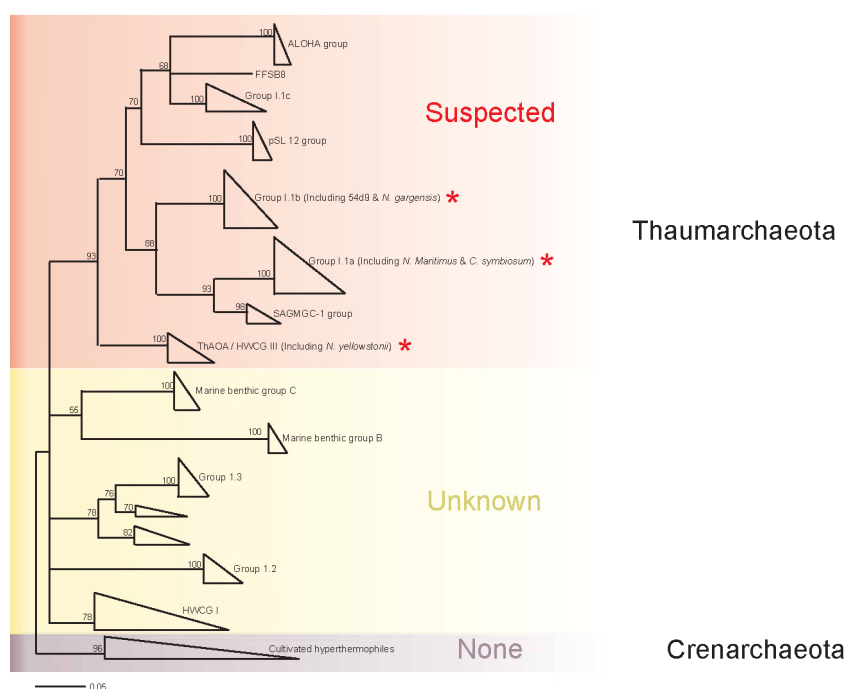 100
ALOHA group
68
FFSB8
100
Group I.1c
70
Suspected
100
pSL 12 group
70
100
Group I.1b (Including 54d9 & N. gargensis) *
Thaumarchaeota
88
93
100
Group I.1a (Including N. Maritimus & C. symbiosum) *
93
98
SAGMGC-1 group
100
ThAOA / HWCG III (Including N. yellowstonii) *
100
Marine benthic group C
55
100
Marine benthic group B
100
Group 1.3
76
70
Unknown
78
82
100
Group 1.2
78
HWCG I
96
Cultivated hyperthermophiles
None
Crenarchaeota
0.05